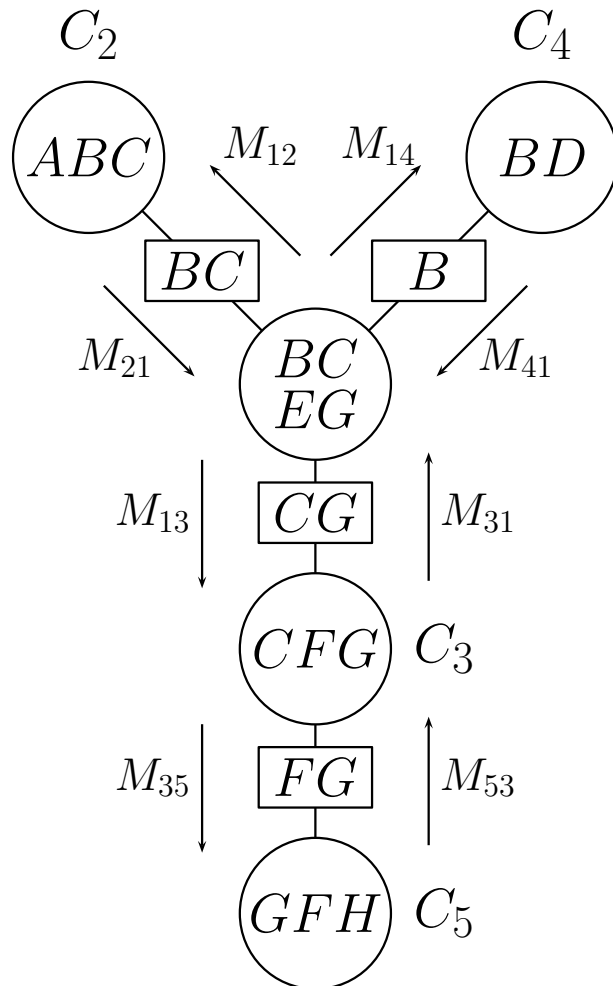 C₂ C₄
ABC BD
M₁₂ M₁₄
BC B
M₂₁ M₄₁
BC
EG
M₁₃ CG M₃₁
CFG C₃
M₃₅ FG M₅₃
GFH C₅